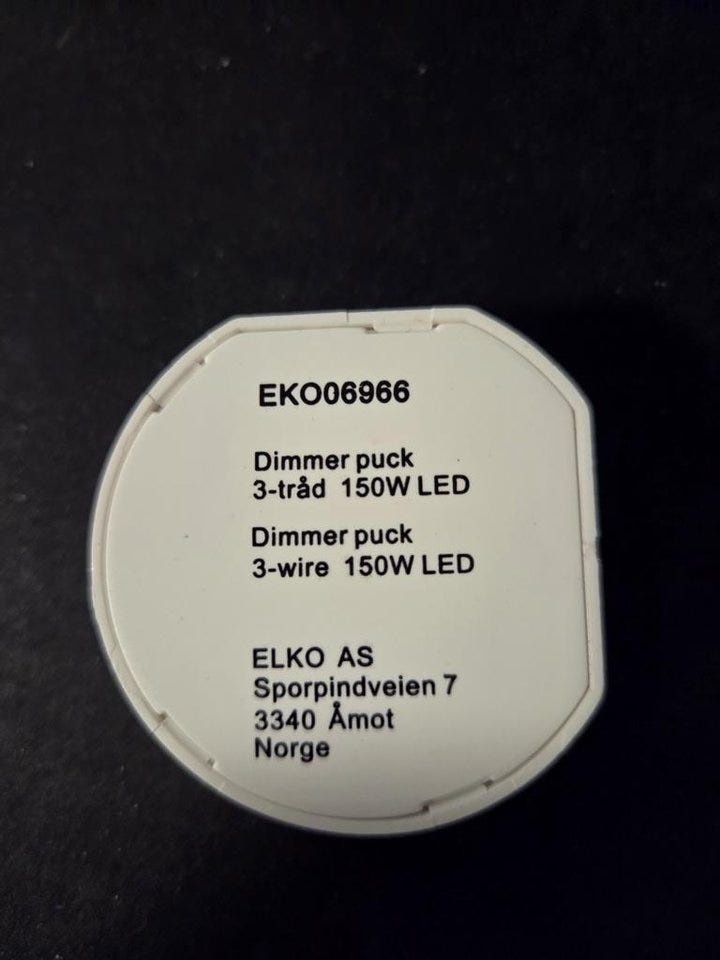 EKO06966
Dimmer puck
3-tråd 150W LED
Dimmer puck
3-wire 150W LED
ELKO AS
Sporpindveien 7
3340 Åmot
Norge